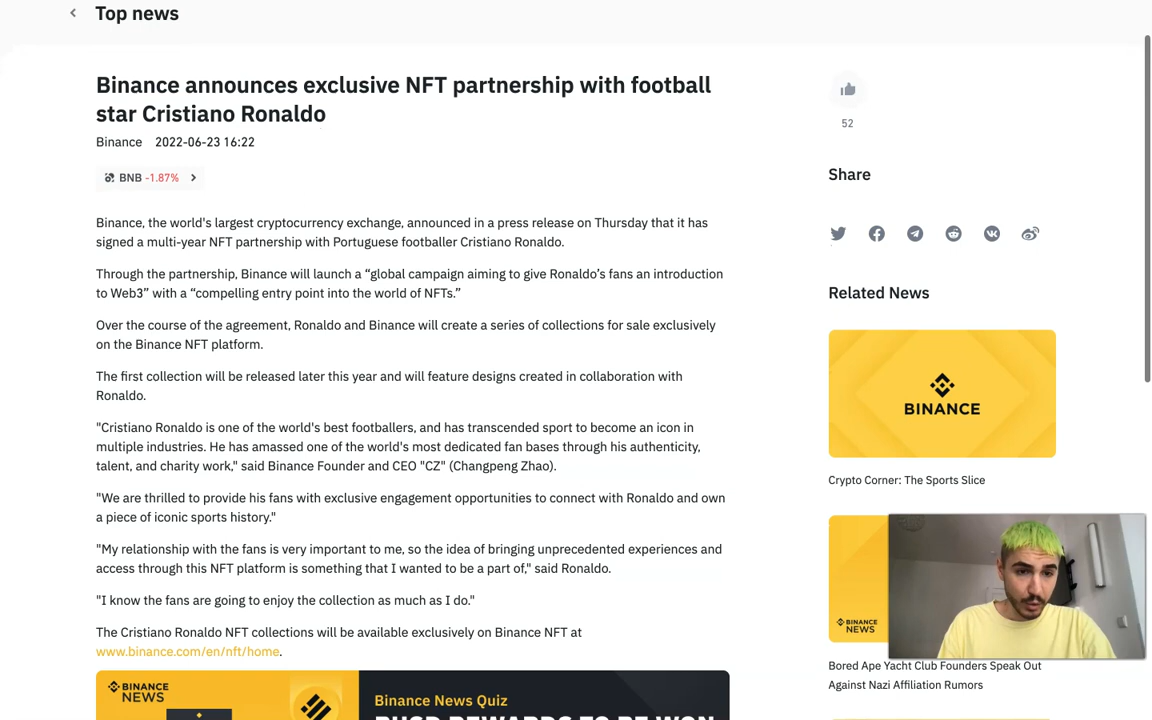 Top news
Binance announces exclusive NFT partnership with football
star Cristiano Ronaldo
Binance 2022-06-23 16:22
BNB -1.87%
Binance, the world's largest cryptocurrency exchange, announced in a press release on Thursday that it has
signed a multi-year NFT partnership with Portuguese footballer Cristiano Ronaldo.
Through the partnership, Binance will launch a “global campaign aiming to give Ronaldo’s fans an introduction
to Web3” with a “compelling entry point into the world of NFTs.”
Over the course of the agreement, Ronaldo and Binance will create a series of collections for sale exclusively
on the Binance NFT platform.
The first collection will be released later this year and will feature designs created in collaboration with
Ronaldo.
"Cristiano Ronaldo is one of the world's best footballers, and has transcended sport to become an icon in
multiple industries. He has amassed one of the world's most dedicated fan bases through his authenticity,
talent, and charity work," said Binance Founder and CEO "CZ" (Changpeng Zhao).
"We are thrilled to provide his fans with exclusive engagement opportunities to connect with Ronaldo and own
a piece of iconic sports history."
"My relationship with the fans is very important to me, so the idea of bringing unprecedented experiences and
access through this NFT platform is something that I wanted to be a part of," said Ronaldo.
"I know the fans are going to enjoy the collection as much as I do."
The Cristiano Ronaldo NFT collections will be available exclusively on Binance NFT at
www.binance.com/en/nft/home.
BINANCE
NEWS
Binance News Quiz
BUSD REWARDS TO BE WON
52
Share
Related News
BINANCE
Crypto Corner: The Sports Slice
BINANCE
NEWS
Bored Ape Yacht Club Founders Speak Out
Against Nazi Affiliation Rumors